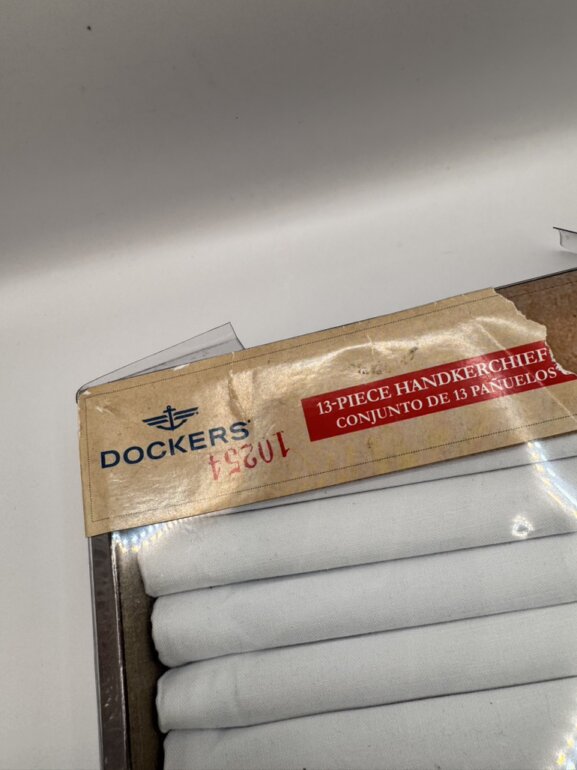 DOCKERS®
10254
13-PIECE HANDKERCHIEF
CONJUNTO DE 13 PAÑUELOS